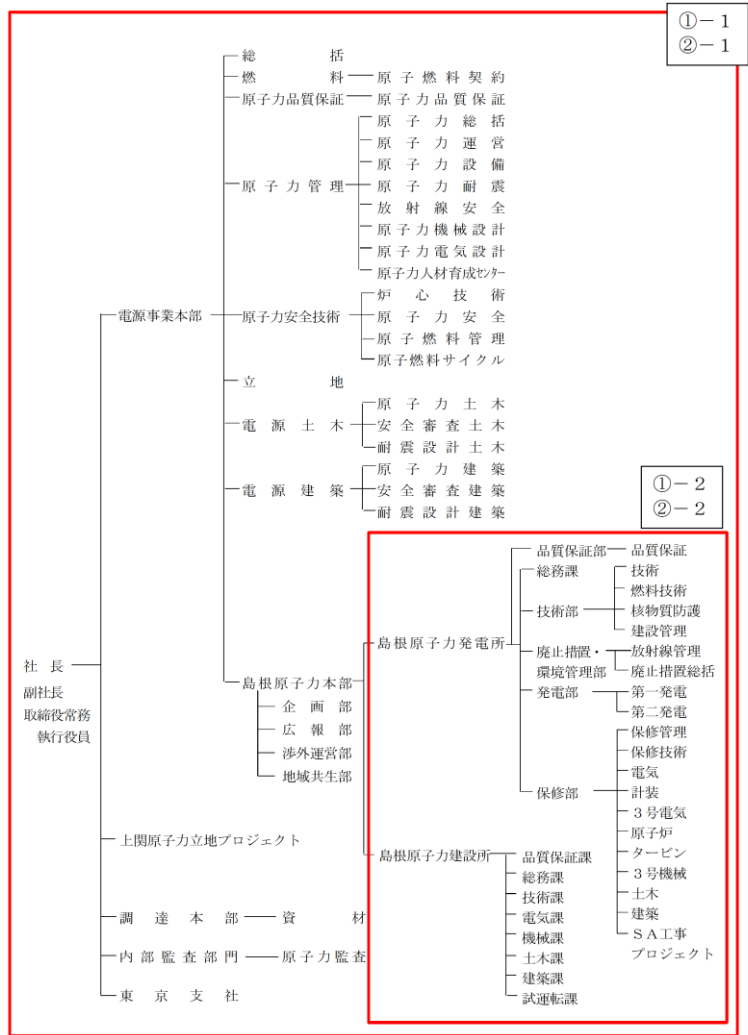 ①－1
②－1
総括
燃料
原子燃料契約
原子力品質保証
原子力品質保証
原子力管理
原子力総括
原子力運営
原子力設備
原子力耐震
放射線安全
原子力機械設計
原子力電気設計
原子力人材育成センター
電源事業本部
原子力安全技術
炉心技術
原子力安全
原子燃料管理
原子燃料サイクル
立地
電源土木
原子力土木
安全審査土木
耐震設計土木
電源建築
原子力建築
安全審査建築
耐震設計建築
①－2
②－2
島根原子力本部
企画部
広報部
渉外運営部
地域共生部
島根原子力発電所
品質保証部
品質保証
総務課
技術部
技術
燃料技術
核物質防護
建設管理
廃止措置・
環境管理部
放射線管理
廃止措置総括
発電部
第一発電
第二発電
保修部
保修管理
保修技術
電気
計装
３号電気
原子炉
タービン
３号機械
土木
建築
ＳＡ工事
プロジェクト
島根原子力建設所
品質保証課
総務課
技術課
電気課
機械課
土木課
建築課
試運転課
社長
副社長
取締役常務
執行役員
上関原子力立地プロジェクト
調達本部
資材
内部監査部門
原子力監査
東京支社